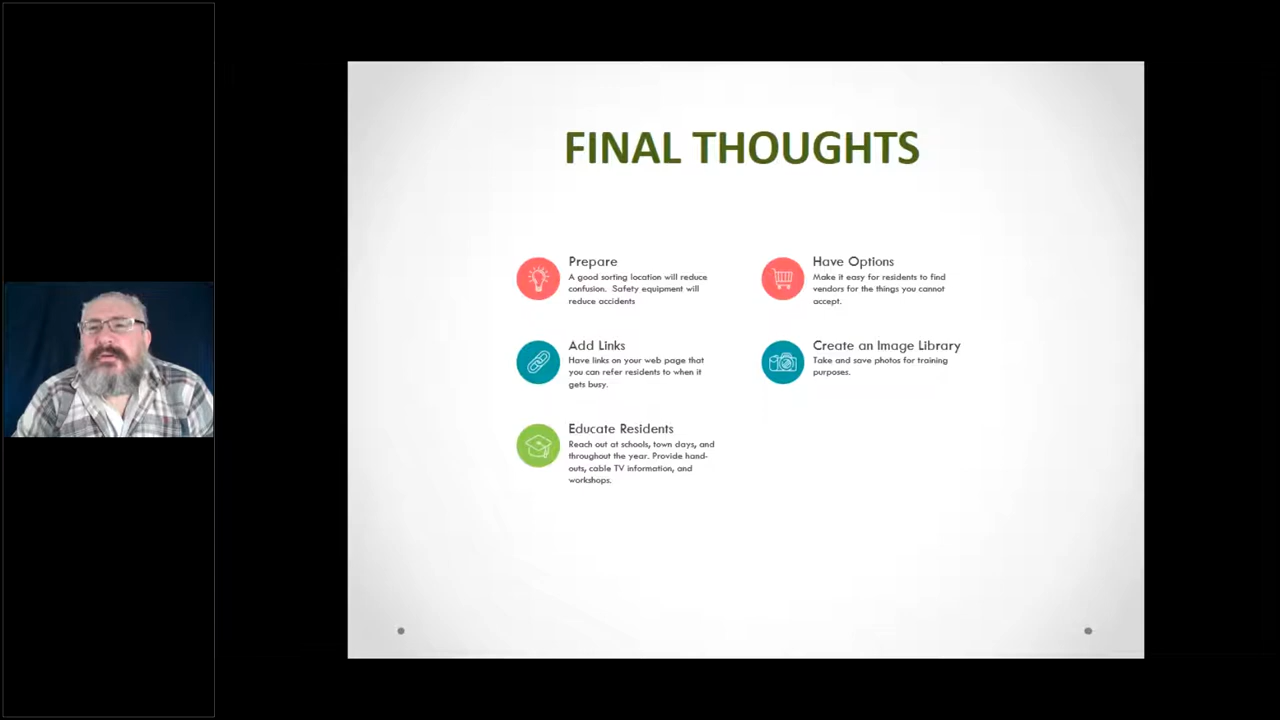 FINAL THOUGHTS
Prepare
A good sorting location will reduce
confusion. Safety equipment will
reduce accidents
Have Options
Make it easy for residents to find
vendors for the things you cannot
accept.
Add Links
Have links on your web page that
you can refer residents to when it
gets busy.
Create an Image Library
Take and save photos for training
purposes.
Educate Residents
Reach out at schools, town days, and
throughout the year. Provide hand-
outs, cable TV information, and
workshops.